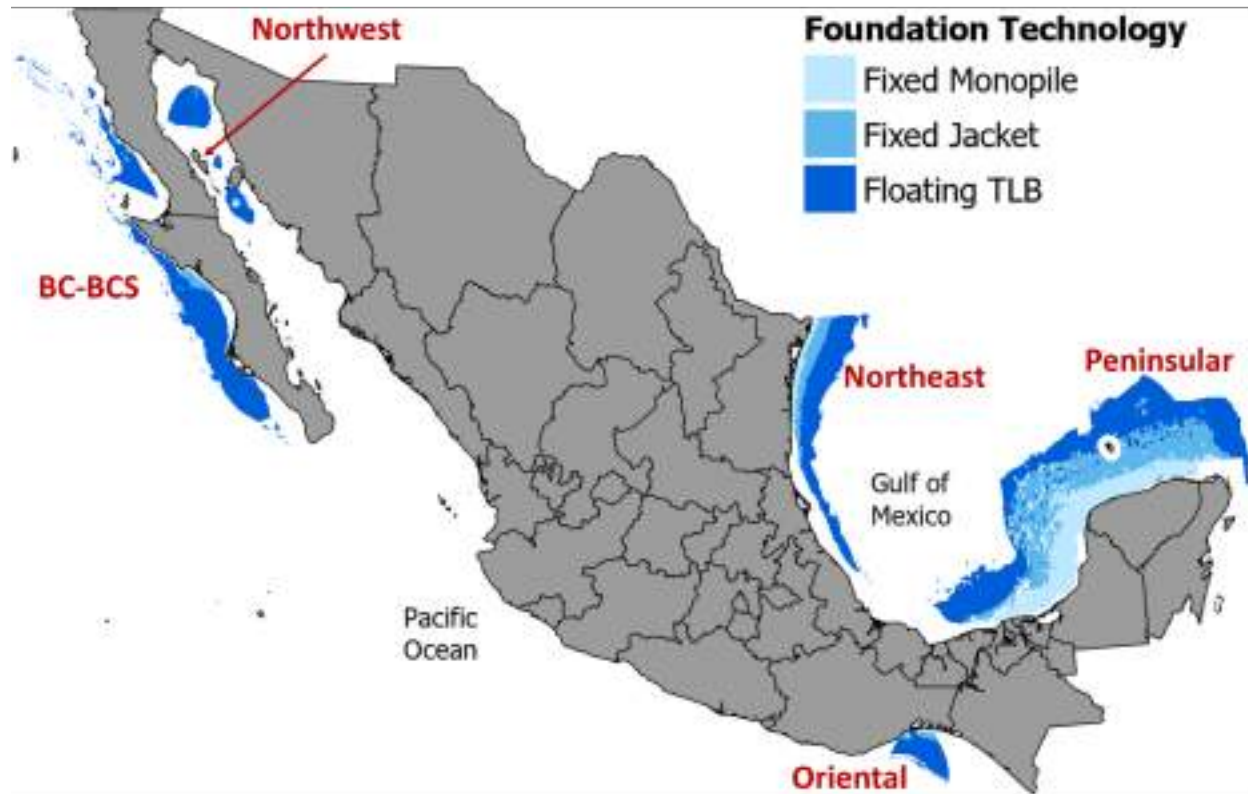 Northwest
Foundation Technology
Fixed Monopile
Fixed Jacket
Floating TLB
BC-BCS
Northeast
Peninsular
Gulf of
Mexico
Pacific
Ocean
Oriental